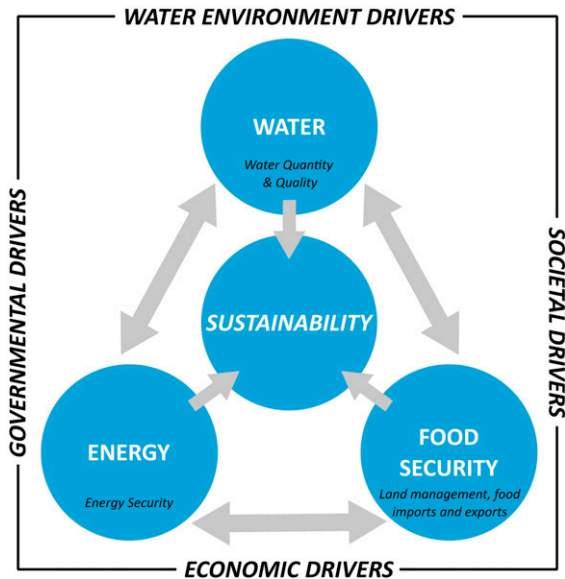 WATER ENVIRONMENT DRIVERS
WATER
Water Quantity
& Quality
GOVERNMENTAL DRIVERS
SOCIETAL DRIVERS
SUSTAINABILITY
ENERGY
Energy Security
FOOD
SECURITY
Land management, food
imports and exports
ECONOMIC DRIVERS